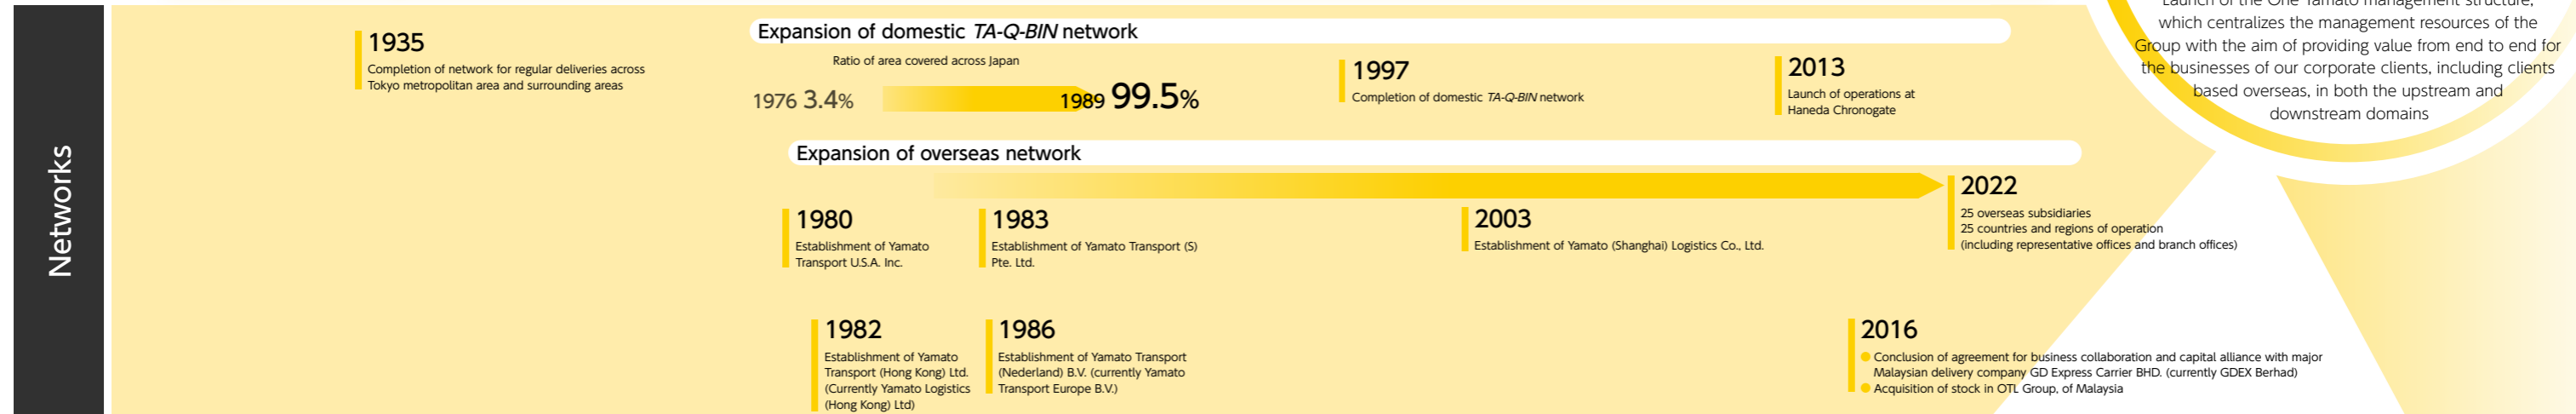 Networks
1935
Completion of network for regular deliveries across
Tokyo metropolitan area and surrounding areas
Expansion of domestic TA-Q-BIN network
Ratio of area covered across Japan
1976 3.4%
1989 99.5%
1997
Completion of domestic TA-Q-BIN network
2013
Launch of operations at
Haneda Chronogate
Launch of the One Yamato management structure,
which centralizes the management resources of the
Group with the aim of providing value from end to end for
the businesses of our corporate clients, including clients
based overseas, in both the upstream and
downstream domains
Expansion of overseas network
1980
Establishment of Yamato
Transport U.S.A. Inc.
1983
Establishment of Yamato Transport (S)
Pte. Ltd.
2003
Establishment of Yamato (Shanghai) Logistics Co., Ltd.
2022
25 overseas subsidiaries
25 countries and regions of operation
(including representative offices and branch offices)
1982
Establishment of Yamato
Transport (Hong Kong) Ltd.
(Currently Yamato Logistics
(Hong Kong) Ltd)
1986
Establishment of Yamato Transport
(Nederland) B.V. (currently Yamato
Transport Europe B.V.)
2016
● Conclusion of agreement for business collaboration and capital alliance with major
Malaysian delivery company GD Express Carrier BHD. (currently GDEX Berhad)
● Acquisition of stock in OTL Group, of Malaysia